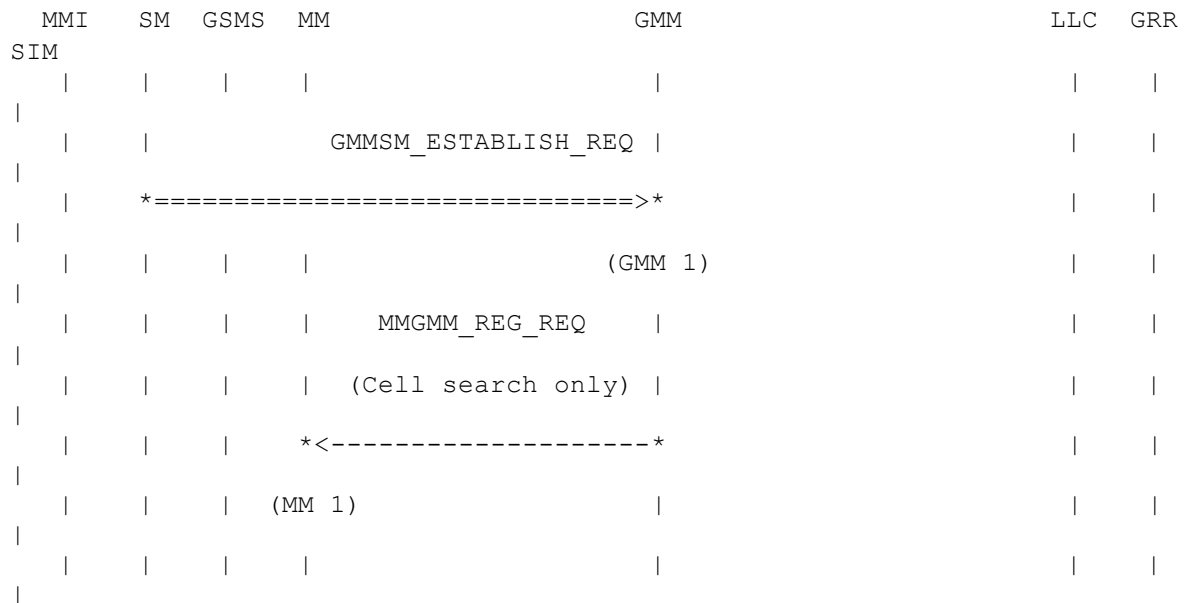 MMI SM GSMS MM GMM LLC GRR
SIM
| | | | | | |
|
| | GMMSM_ESTABLISH_REQ | | |
|
| *==============================>* | |
|
| | | | (GMM 1) | |
|
| | | | MMGMM_REG_REQ | | |
|
| | | | (Cell search only) | | |
|
| | | *<--------------------* | |
|
| | | (MM 1) | | |
|
| | | | | | |
|